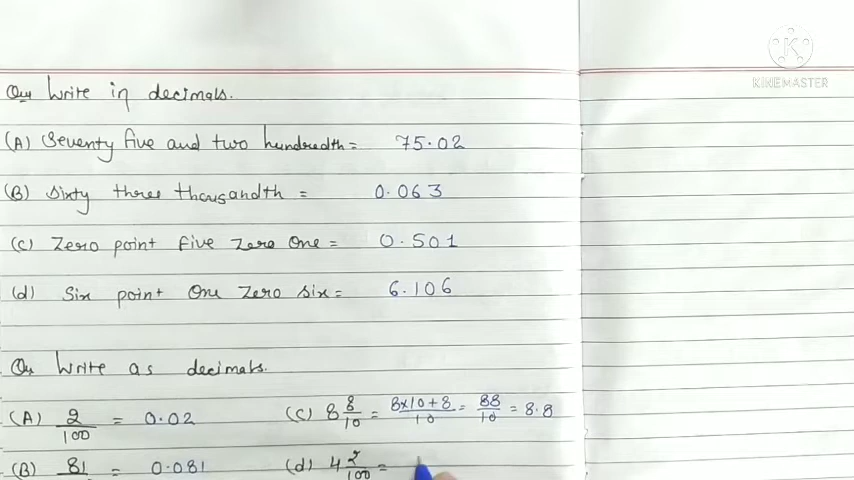 KINEMASTER
Que Write in decimals.
(A) Seventy five and two hundredth = 75.02
(B) Sixty three thousandth = 0.063
(C) Zero point five zero one = 0.501
(d) Six point one zero six = 6.106
Que Write as decimals.
(A) 2/100 = 0.02 (C) 8 8/10 = 8×10+8/10 = 88/10 = 8.8
(B) 81 = 0.081 (d) 4 2/100 =